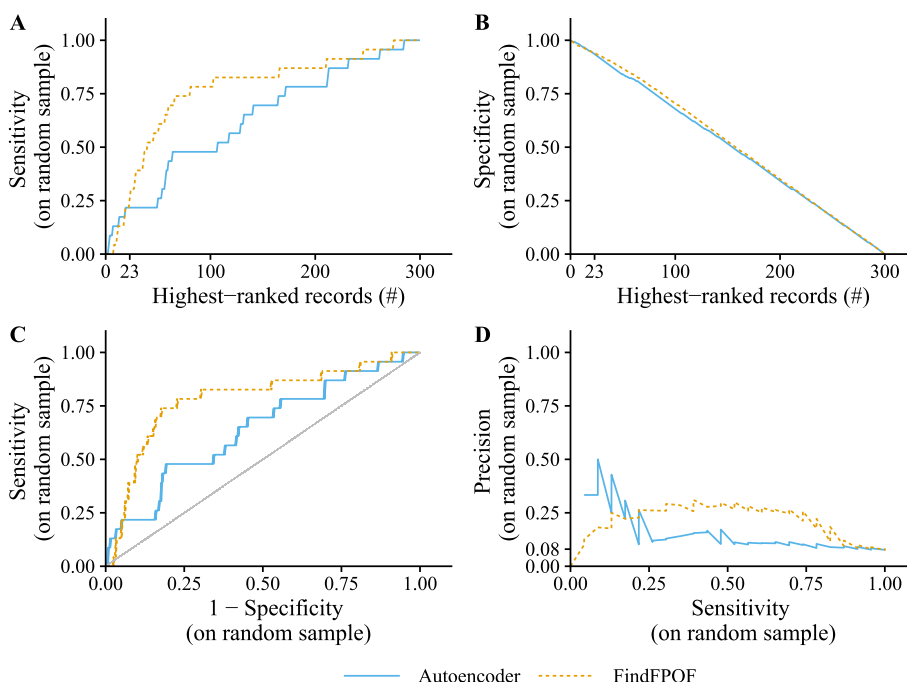 A
B
Sensitivity
(on random sample)
1.00
0.75
0.50
0.25
0.00
0 23 100 200 300
Highest−ranked records (#)
Specificity
(on random sample)
1.00
0.75
0.50
0.25
0.00
0 23 100 200 300
Highest−ranked records (#)
C
D
Sensitivity
(on random sample)
1.00
0.75
0.50
0.25
0.00
0.00 0.25 0.50 0.75 1.00
1 − Specificity
(on random sample)
Precision
(on random sample)
1.00
0.75
0.50
0.25
0.08
0.00
0.00 0.25 0.50 0.75 1.00
Sensitivity
(on random sample)
Autoencoder FindFPOF